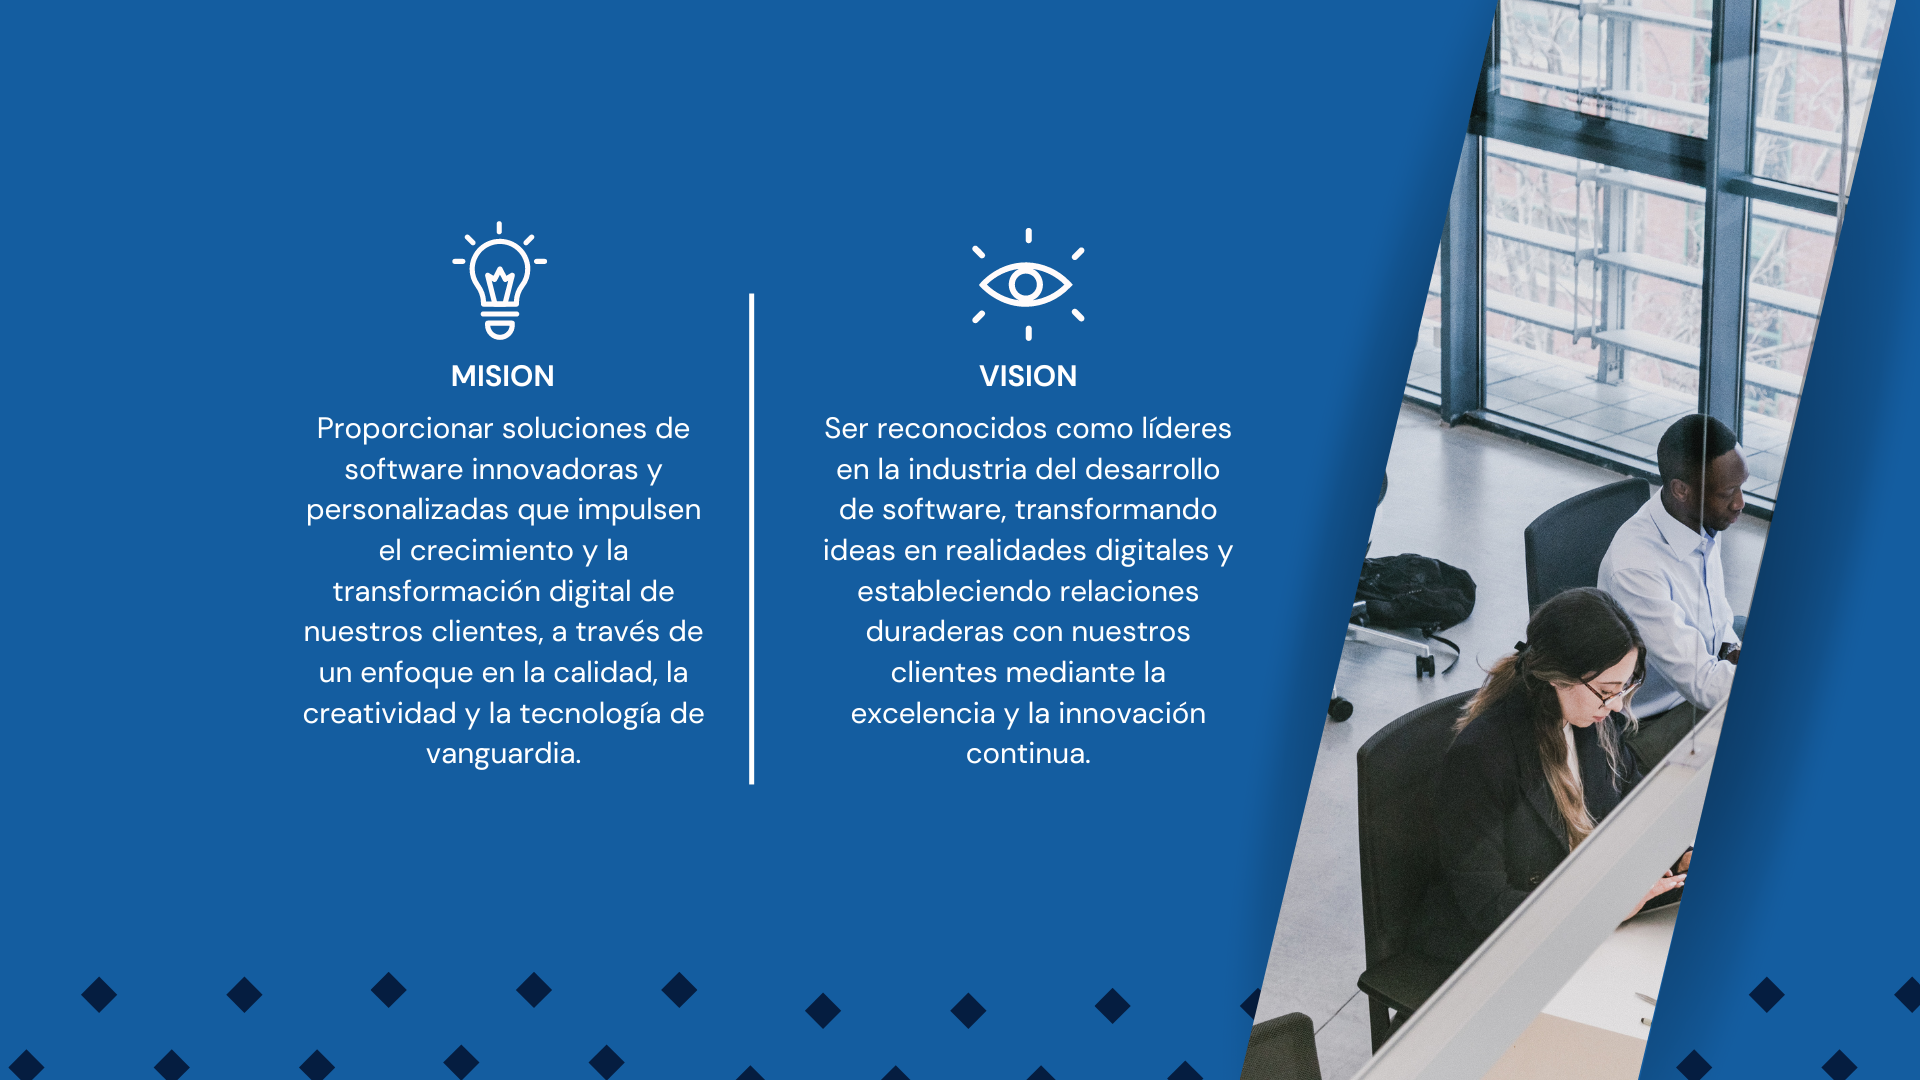 MISION
Proporcionar soluciones de
software innovadoras y
personalizadas que impulsen
el crecimiento y la
transformación digital de
nuestros clientes, a través de
un enfoque en la calidad, la
creatividad y la tecnología de
vanguardia.
VISION
Ser reconocidos como líderes
en la industria del desarrollo
de software, transformando
ideas en realidades digitales y
estableciendo relaciones
duraderas con nuestros
clientes mediante la
excelencia y la innovación
continua.